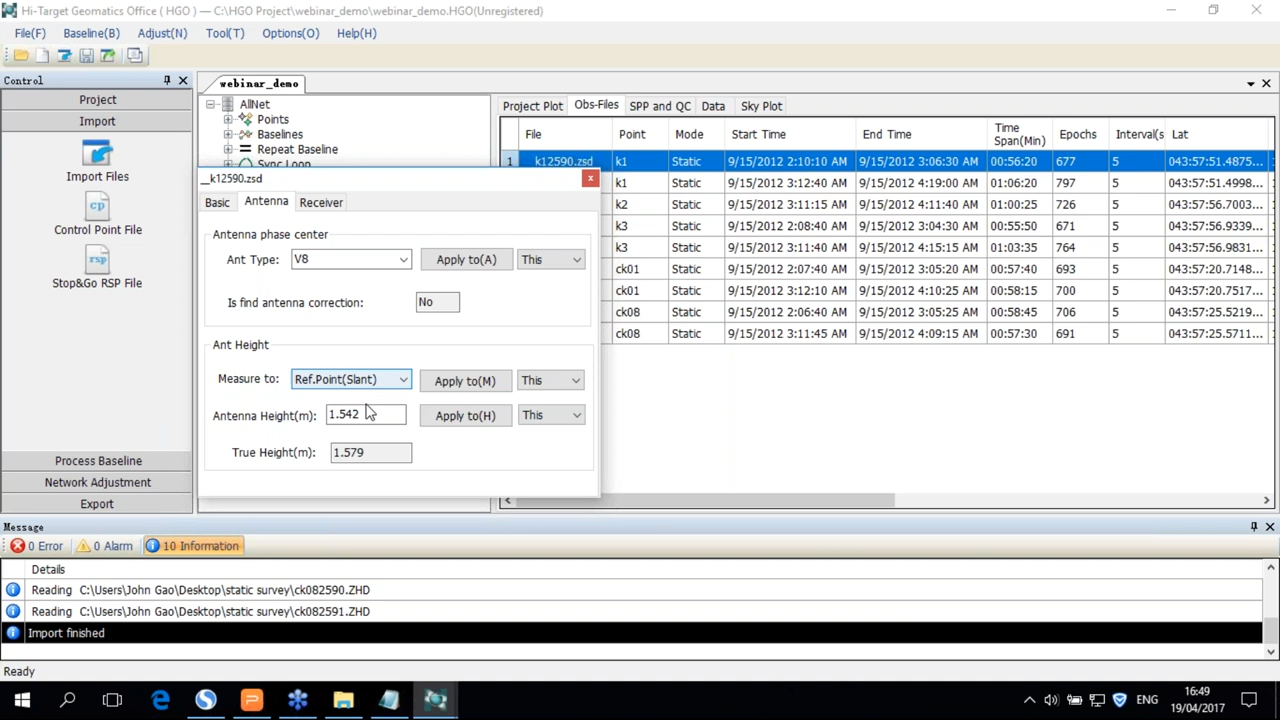 Hi-Target Geomatics Office ( HGO ) — C:\HGO Project\webinar_demo\webinar_demo.HGO(Unregistered)
File(F) Baseline(B) Adjust(N) Tool(T) Options(O) Help(H)
Control
Project
Import
Import Files
Control Point File
Stop&Go RSP File
Process Baseline
Network Adjustment
Export
webinar_demo
AllNet
Points
Baselines
Repeat Baseline
Sync Loop
Project Plot Obs-Files SPP and QC Data Sky Plot
File Point Mode Start Time End Time Time Span(Min) Epochs Interval(s Lat
1 __k12590.zsd k1 Static 9/15/2012 2:10:10 AM 9/15/2012 3:06:30 AM 00:56:20 677 5 043:57:51.4875...
k1 Static 9/15/2012 3:12:40 AM 9/15/2012 4:19:00 AM 01:06:20 797 5 043:57:51.4998...
k2 Static 9/15/2012 3:11:15 AM 9/15/2012 4:11:40 AM 01:00:25 726 5 043:57:56.7003...
k3 Static 9/15/2012 2:08:40 AM 9/15/2012 3:04:30 AM 00:55:50 671 5 043:57:56.9339...
k3 Static 9/15/2012 3:11:40 AM 9/15/2012 4:15:15 AM 01:03:35 764 5 043:57:56.9831...
ck01 Static 9/15/2012 2:07:40 AM 9/15/2012 3:05:20 AM 00:57:40 693 5 043:57:20.7148...
ck01 Static 9/15/2012 3:12:10 AM 9/15/2012 4:10:25 AM 00:58:15 700 5 043:57:20.7517...
ck08 Static 9/15/2012 2:06:40 AM 9/15/2012 3:05:25 AM 00:58:45 706 5 043:57:25.5219...
ck08 Static 9/15/2012 3:11:45 AM 9/15/2012 4:09:15 AM 00:57:30 691 5 043:57:25.5711...
__k12590.zsd
Basic Antenna Receiver
Antenna phase center
Ant Type: V8 Apply to(A) This
Is find antenna correction: No
Ant Height
Measure to: Ref.Point(Slant) Apply to(M) This
Antenna Height(m): 1.542 Apply to(H) This
True Height(m): 1.579
Message
0 Error 0 Alarm 10 Information
Details
Reading C:\Users\John Gao\Desktop\static survey\ck082590.ZHD
Reading C:\Users\John Gao\Desktop\static survey\ck082591.ZHD
Import finished
Ready
ENG
16:49
19/04/2017